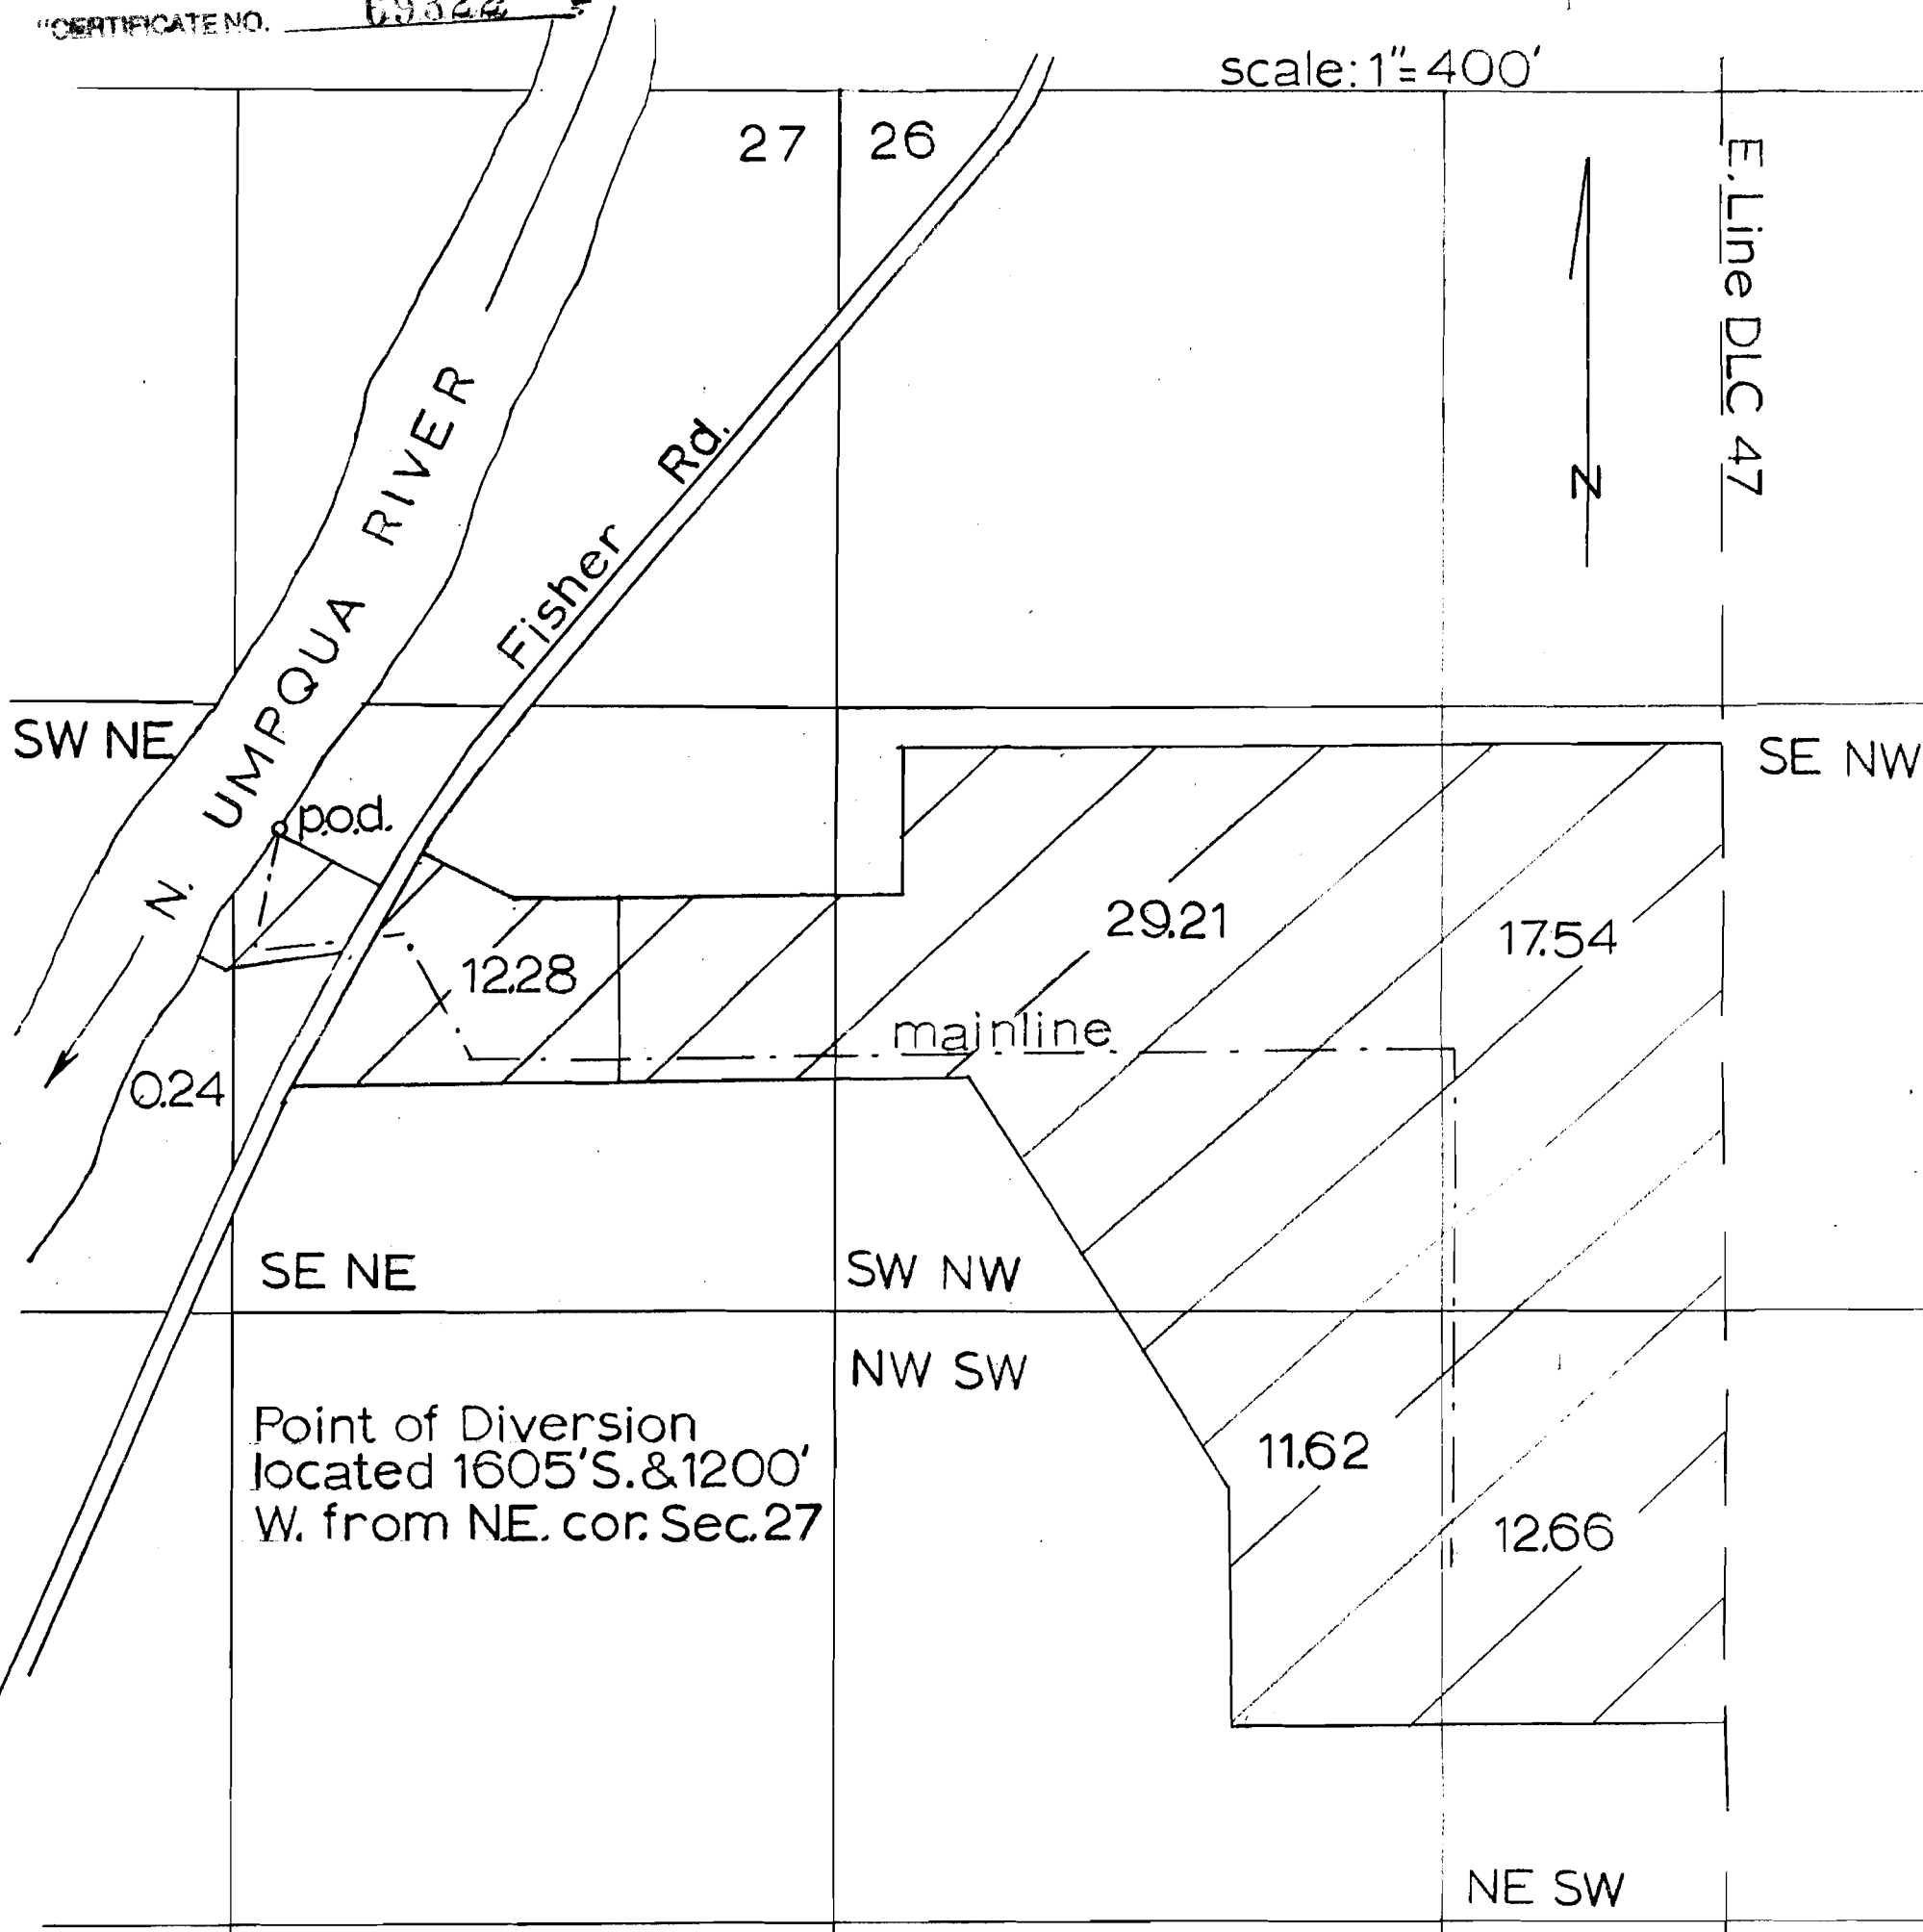 "CERTIFICATE NO.
scale: 1"=400'
27
26
E. Line DLC 47
N
N. UMPQUA RIVER
Fisher Rd.
SW NE
SE NW
p.o.d.
29.21
17.54
12.28
mainline
0.24
SE NE
SW NW
NW SW
Point of Diversion
located 1605'S.&1200'
W. from N.E. cor. Sec.27
11.62
12.66
NE SW